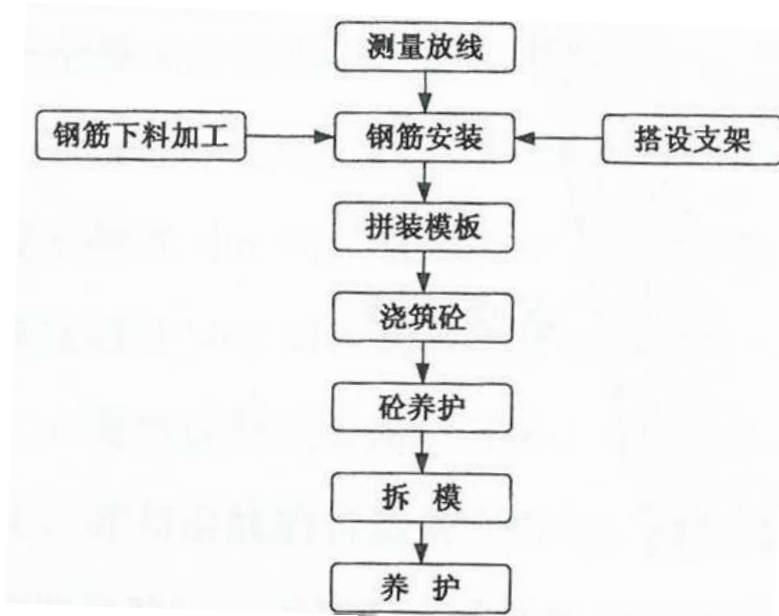 测量放线
钢筋下料加工
钢筋安装
搭设支架
拼装模板
浇筑砼
砼养护
拆 模
养 护